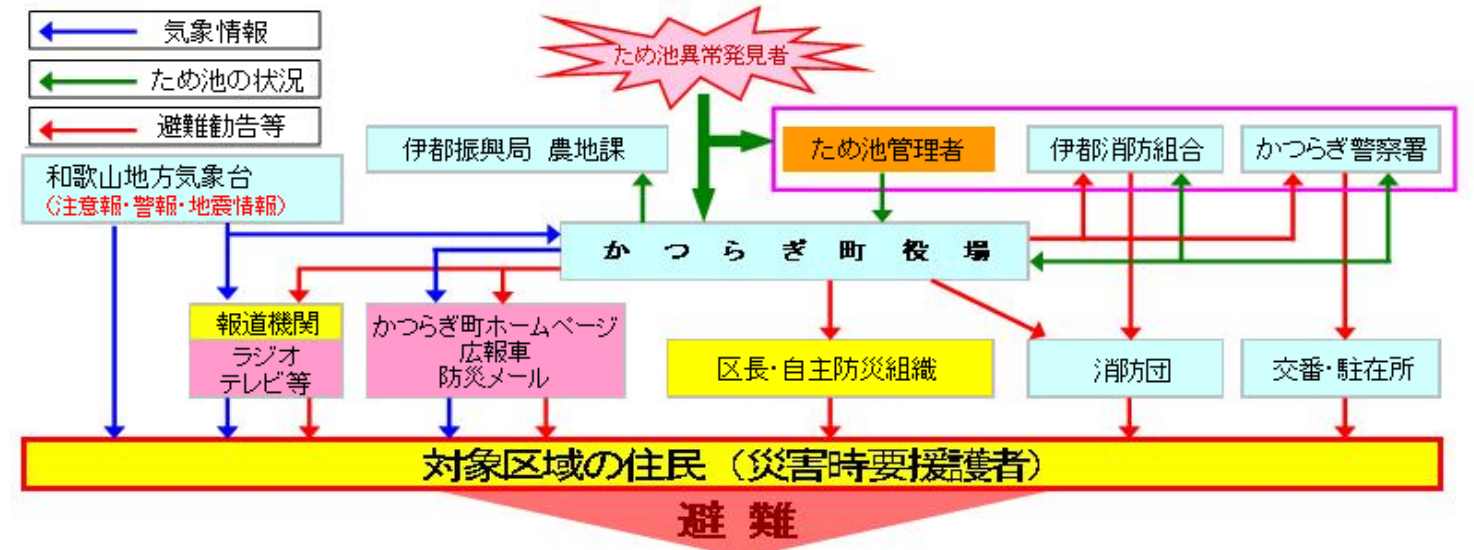 気象情報
ため池の状況
避難勧告等
ため池異常発見者
伊都振興局 農地課
ため池管理者
伊都消防組合
かつらぎ警察署
和歌山地方気象台
（注意報・警報・地震情報）
かつらぎ町役場
報道機関
ラジオ
テレビ等
かつらぎ町ホームページ
広報車
防災メール
区長・自主防災組織
消防団
交番・駐在所
対象区域の住民（災害時要援護者）
避難